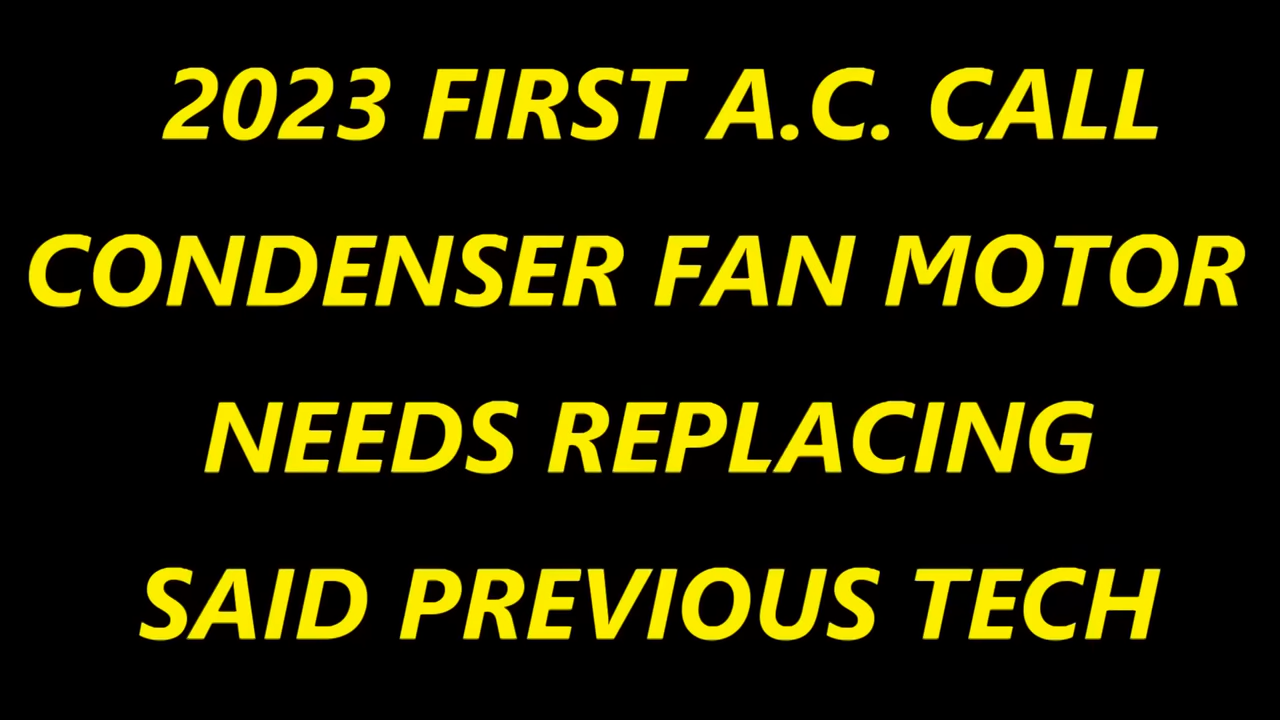 2023 FIRST A.C. CALL
CONDENSER FAN MOTOR
NEEDS REPLACING
SAID PREVIOUS TECH